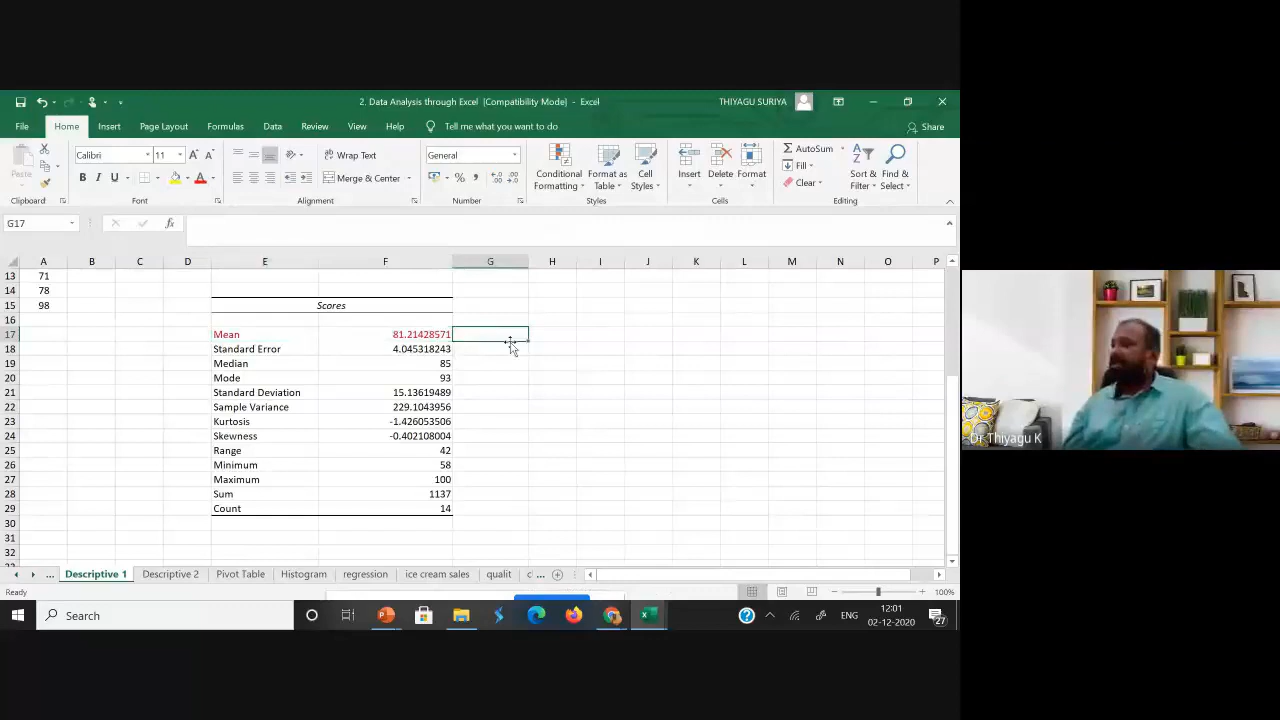 2. Data Analysis through Excel [Compatibility Mode] - Excel
THIYAGU SURIYA
File Home Insert Page Layout Formulas Data Review View Help Tell me what you want to do
Share
Paste
Calibri 11
Wrap Text
Merge & Center
General
Conditional Formatting
Format as Table
Cell Styles
Insert
Delete
Format
AutoSum
Fill
Clear
Sort & Filter
Find & Select
Clipboard Font Alignment Number Styles Cells Editing
G17
fx
A B C D E F G H I J K L M N O P
13 71
14 78
15 98 Scores
16
17 Mean 81.21428571
18 Standard Error 4.045318243
19 Median 85
20 Mode 93
21 Standard Deviation 15.13619489
22 Sample Variance 229.1043956
23 Kurtosis -1.426053506
24 Skewness -0.402108004
25 Range 42
26 Minimum 58
27 Maximum 100
28 Sum 1137
29 Count 14
30
31
32
... Descriptive 1 Descriptive 2 Pivot Table Histogram regression ice cream sales qualit c ...
Ready
100%
Search
ENG
12:01
02-12-2020
27
Dr Thiyagu K